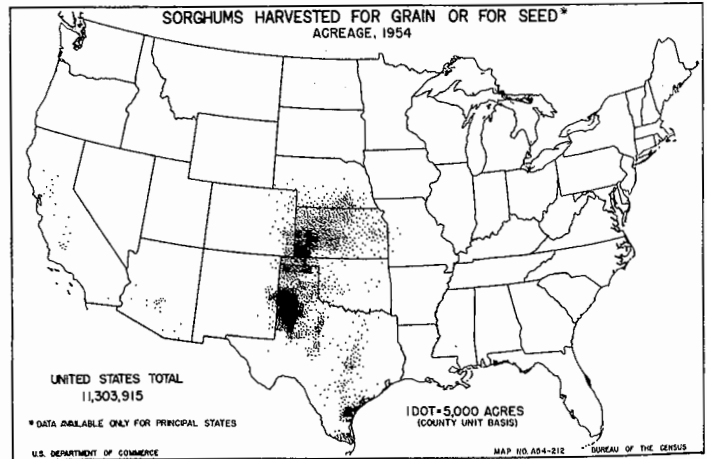 SORGHUMS HARVESTED FOR GRAIN OR FOR SEED*
ACREAGE, 1954
UNITED STATES TOTAL
11,303,915
* DATA AVAILABLE ONLY FOR PRINCIPAL STATES
U.S. DEPARTMENT OF COMMERCE
1 DOT=5,000 ACRES
(COUNTY UNIT BASIS)
MAP NO. A54-212
BUREAU OF THE CENSUS